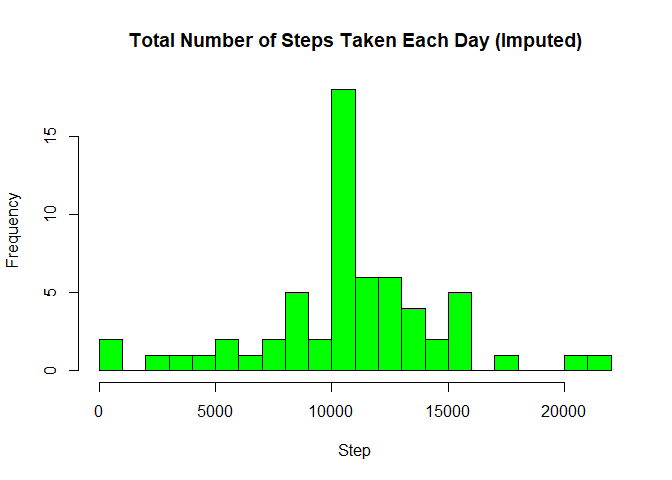 Total Number of Steps Taken Each Day (Imputed)
Frequency
15
10
5
0
0 5000 10000 15000 20000
Step